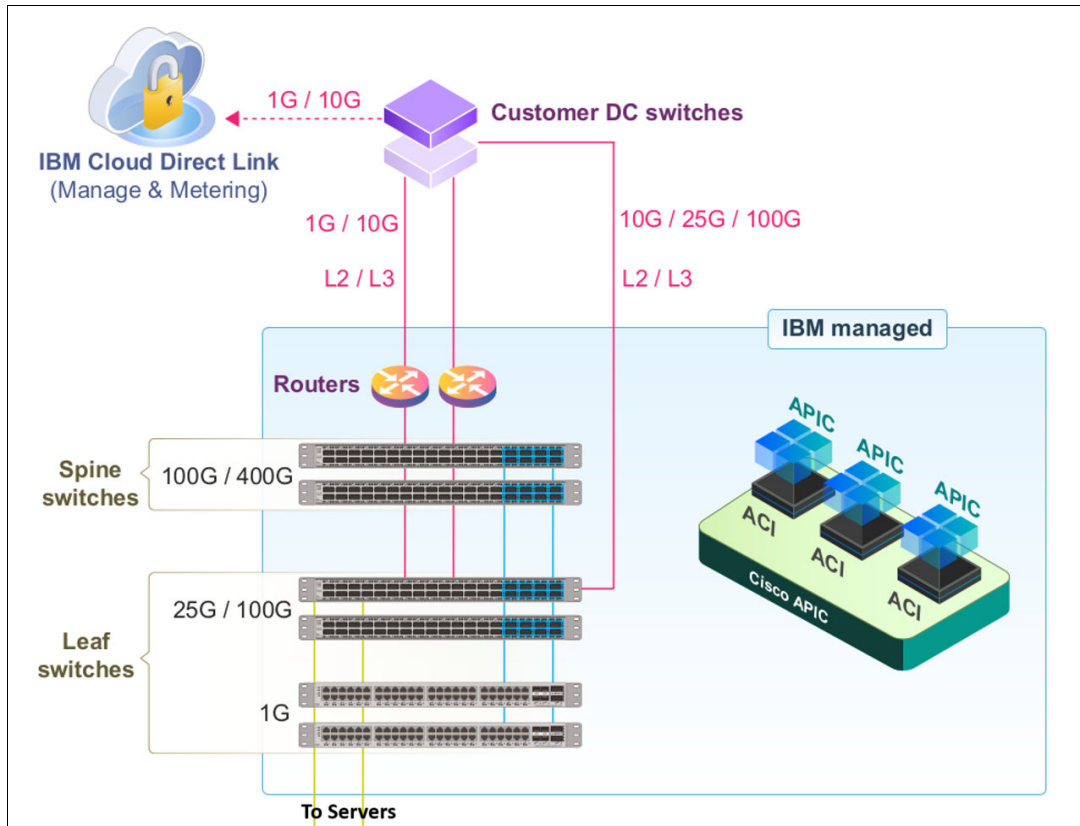 1G / 10G
Customer DC switches
IBM Cloud Direct Link
(Manage & Metering)
1G / 10G
10G / 25G / 100G
L2 / L3
L2 / L3
IBM managed
Routers
APIC
APIC
APIC
Spine
switches
100G / 400G
ACI
ACI
ACI
Cisco APIC
25G / 100G
Leaf
switches
1G
To Servers